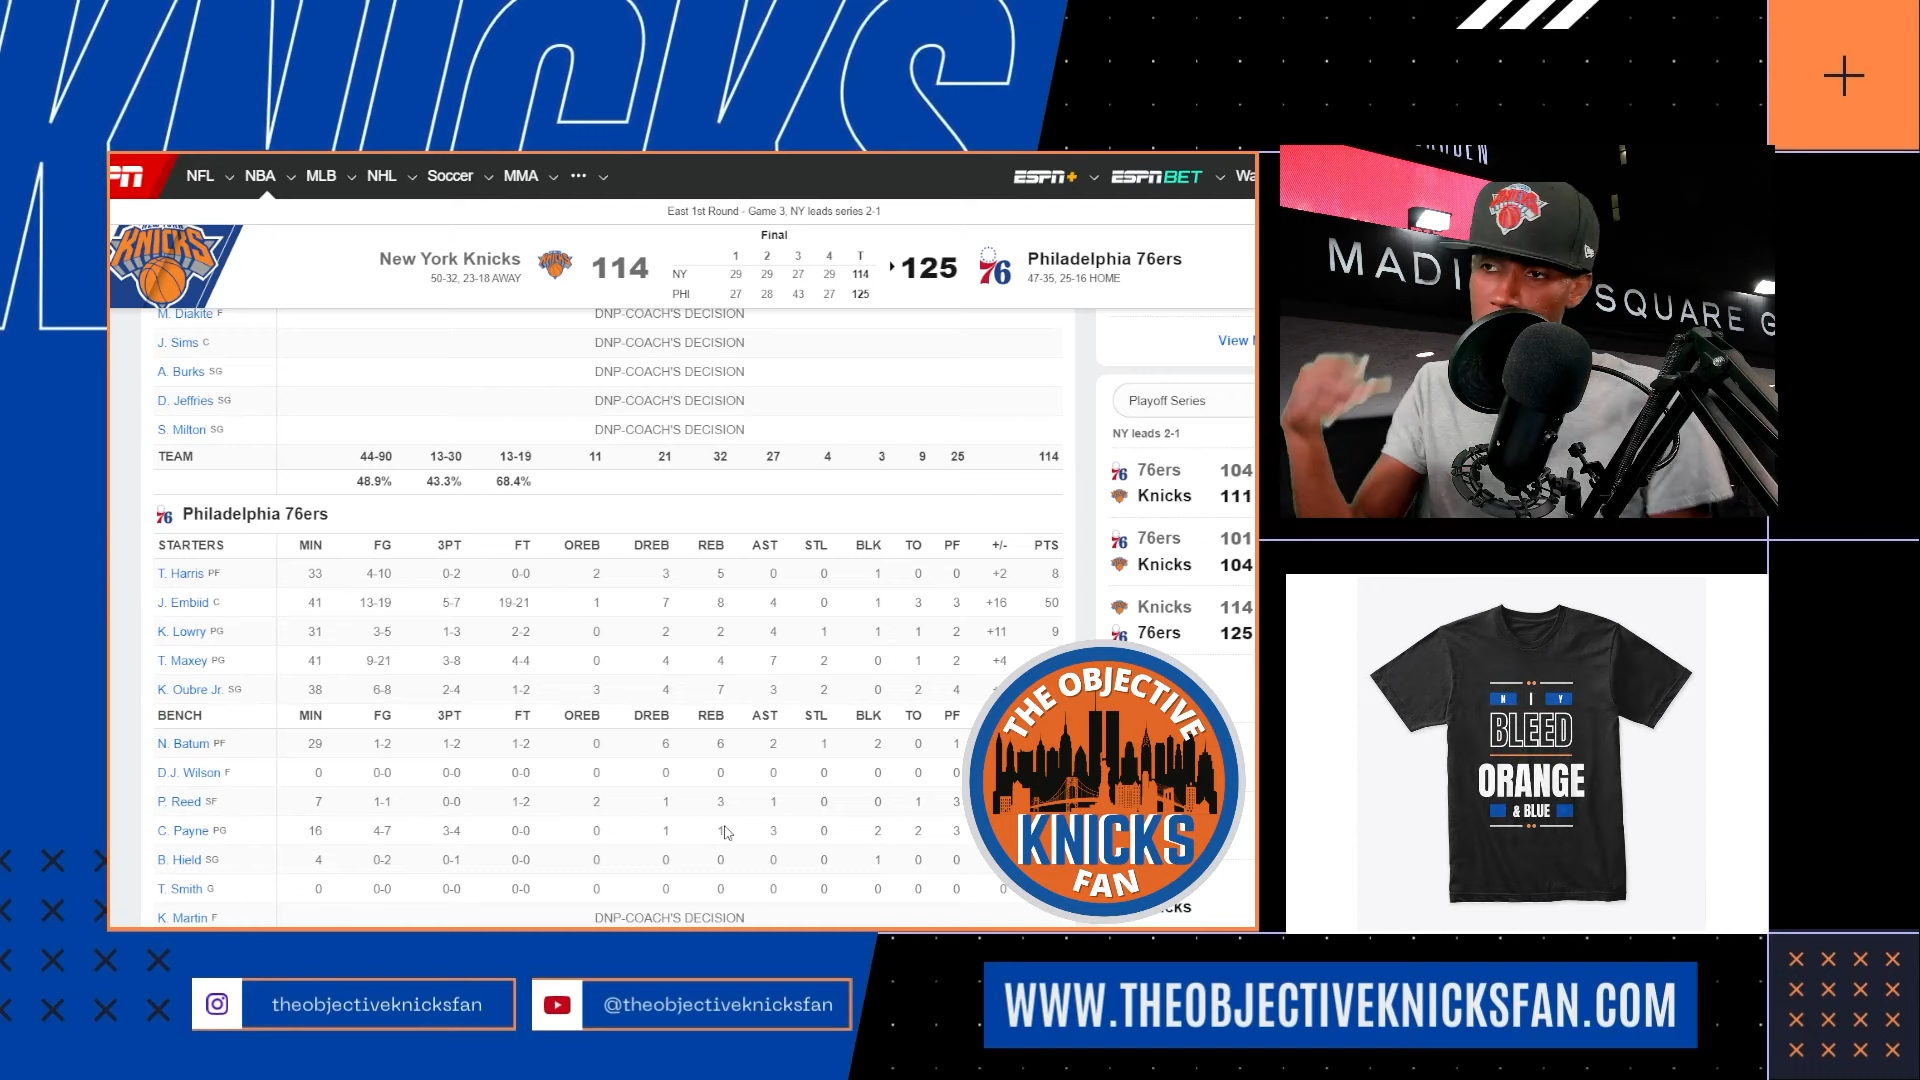 KNICKS
NFL NBA MLB NHL Soccer MMA ••• ESPN+ ESPN BET Wa
East 1st Round - Game 3, NY leads series 2-1
KNICKS
New York Knicks
50-32, 23-18 AWAY
114
Final
1 2 3 4 T
NY 29 29 27 29 114
PHI 27 28 43 27 125
125
76
Philadelphia 76ers
47-35, 25-16 HOME
M. Diakite F DNP-COACH'S DECISION
J. Sims C DNP-COACH'S DECISION
A. Burks SG DNP-COACH'S DECISION
D. Jeffries SG DNP-COACH'S DECISION
S. Milton SG DNP-COACH'S DECISION
TEAM 44-90 13-30 13-19 11 21 32 27 4 3 9 25 114
48.9% 43.3% 68.4%
76 Philadelphia 76ers
STARTERS MIN FG 3PT FT OREB DREB REB AST STL BLK TO PF +/- PTS
T. Harris PF 33 4-10 0-2 0-0 2 3 5 0 0 1 0 0 +2 8
J. Embiid C 41 13-19 5-7 19-21 1 7 8 4 0 1 3 3 +16 50
K. Lowry PG 31 3-5 1-3 2-2 0 2 2 4 1 1 1 2 +11 9
T. Maxey PG 41 9-21 3-8 4-4 0 4 4 7 2 0 1 2 +4
K. Oubre Jr. SG 38 6-8 2-4 1-2 3 4 7 3 2 0 2 4
BENCH MIN FG 3PT FT OREB DREB REB AST STL BLK TO PF
N. Batum PF 29 1-2 1-2 1-2 0 6 6 2 1 2 0 1
D.J. Wilson F 0 0-0 0-0 0-0 0 0 0 0 0 0 0 0
P. Reed SF 7 1-1 0-0 1-2 2 1 3 1 0 0 1 3
C. Payne PG 16 4-7 3-4 0-0 0 1 1 3 0 2 2 3
B. Hield SG 4 0-2 0-1 0-0 0 0 0 0 0 1 0 0
T. Smith G 0 0-0 0-0 0-0 0 0 0 0 0 0 0 0 0
K. Martin F DNP-COACH'S DECISION
View
Playoff Series
NY leads 2-1
76ers 104
Knicks 111
76ers 101
Knicks 104
Knicks 114
76ers 125
THE OBJECTIVE
KNICKS
FAN
MADI SQUARE G
N I Y
BLEED
ORANGE
& BLUE
theobjectiveknicksfan
@theobjectiveknicksfan
WWW.THEOBJECTIVEKNICKSFAN.COM